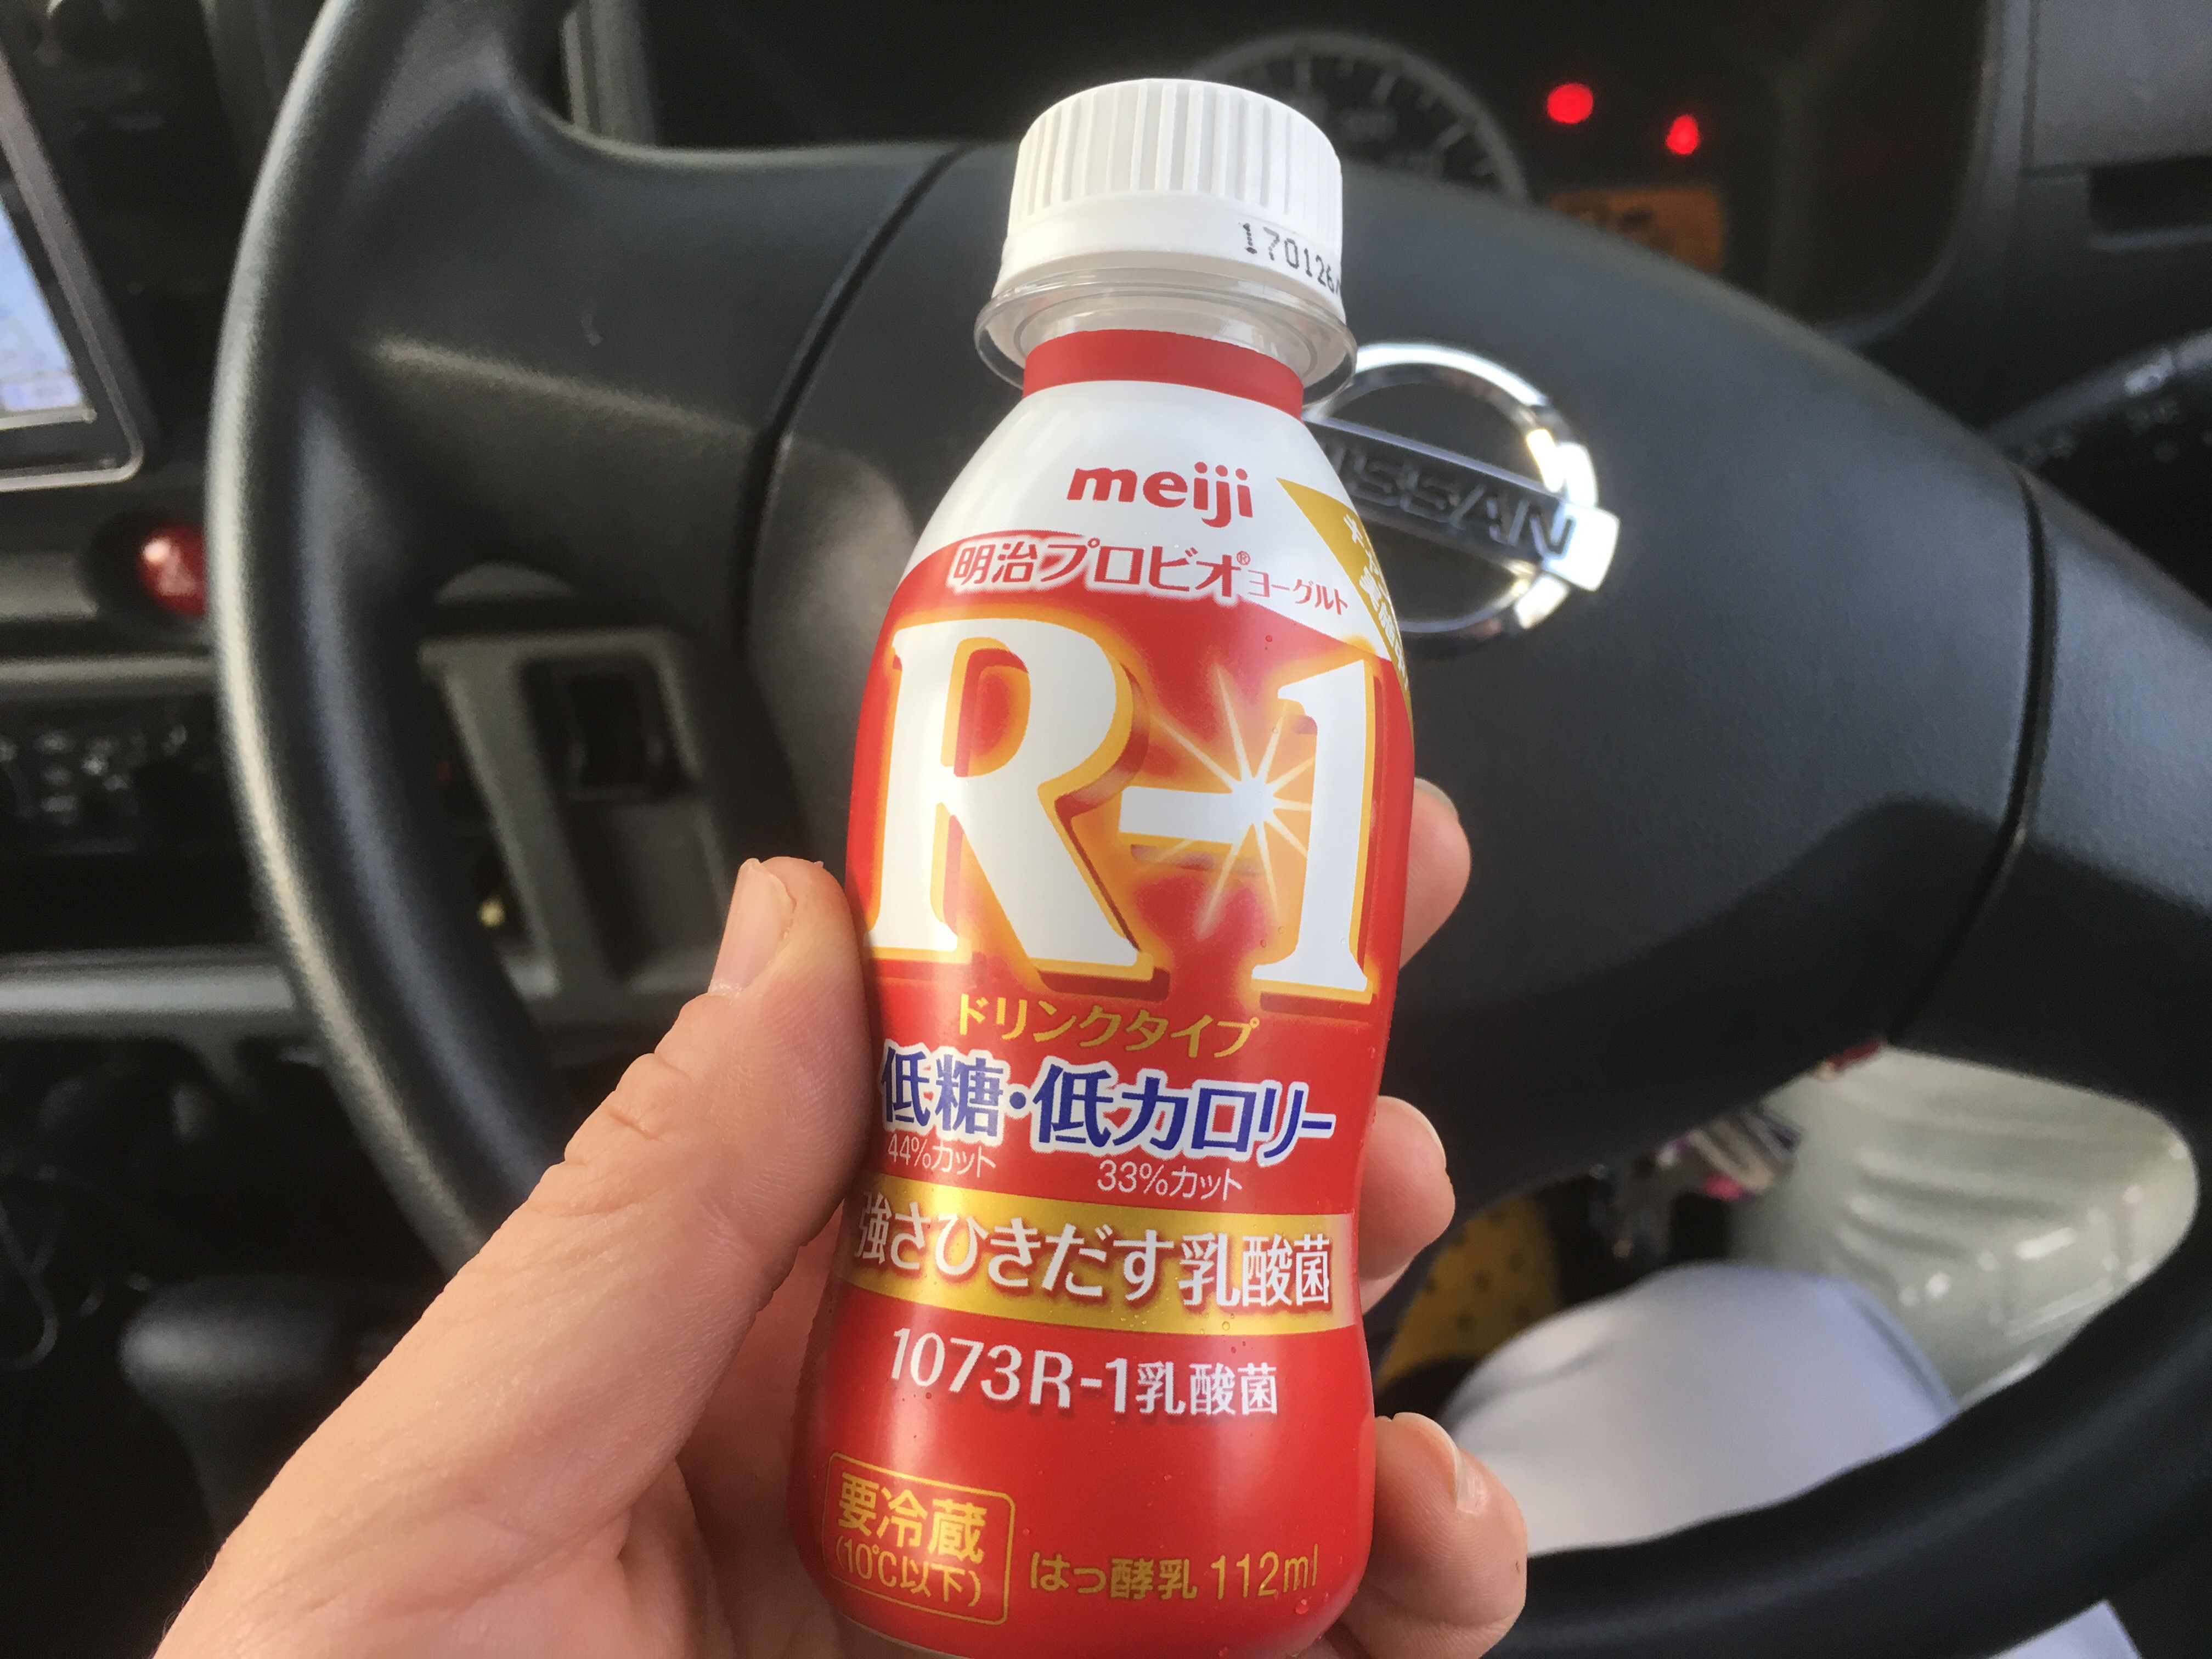 170126
meiji
明治プロビオ®ヨーグルト
R-1
ドリンクタイプ
低糖・低カロリー
44%カット 33%カット
強さひきだす乳酸菌
1073R-1乳酸菌
要冷蔵
(10℃以下)
はっ酵乳 112ml
NISSAN